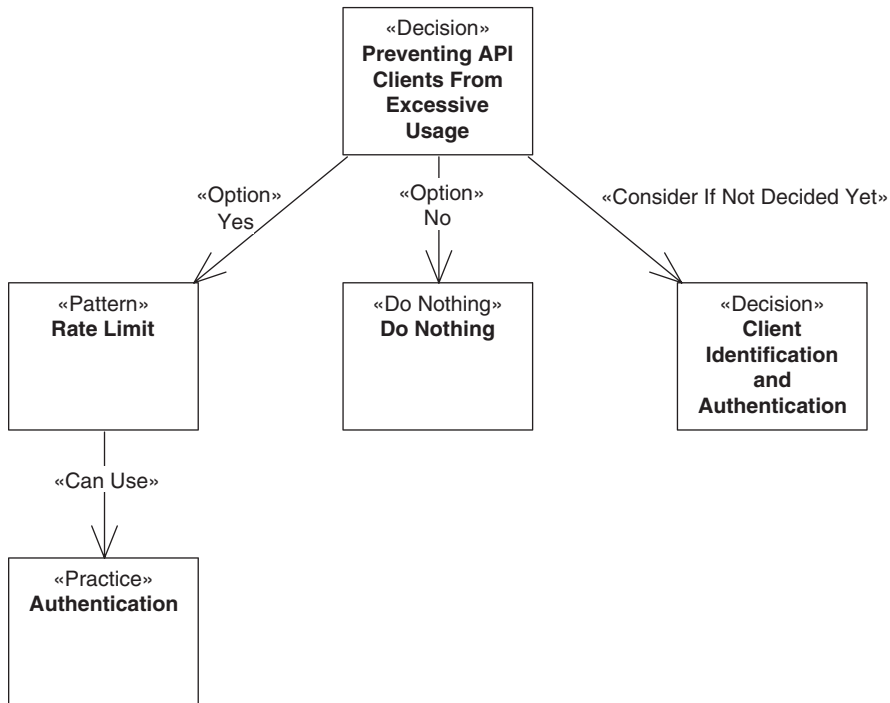 «Decision»
Preventing API
Clients From
Excessive
Usage
«Option»
Yes
«Option»
No
«Consider If Not Decided Yet»
«Pattern»
Rate Limit
«Do Nothing»
Do Nothing
«Decision»
Client
Identification
and
Authentication
«Can Use»
«Practice»
Authentication